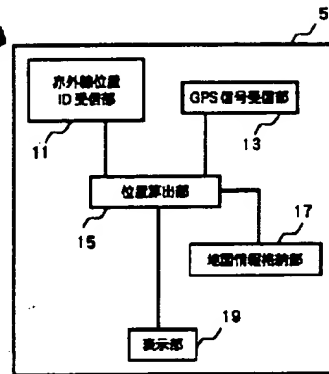 5
赤外線位置
ID受信部
11
GPS信号受信部
13
位置算出部
15
17
地図情報格納部
表示部
19